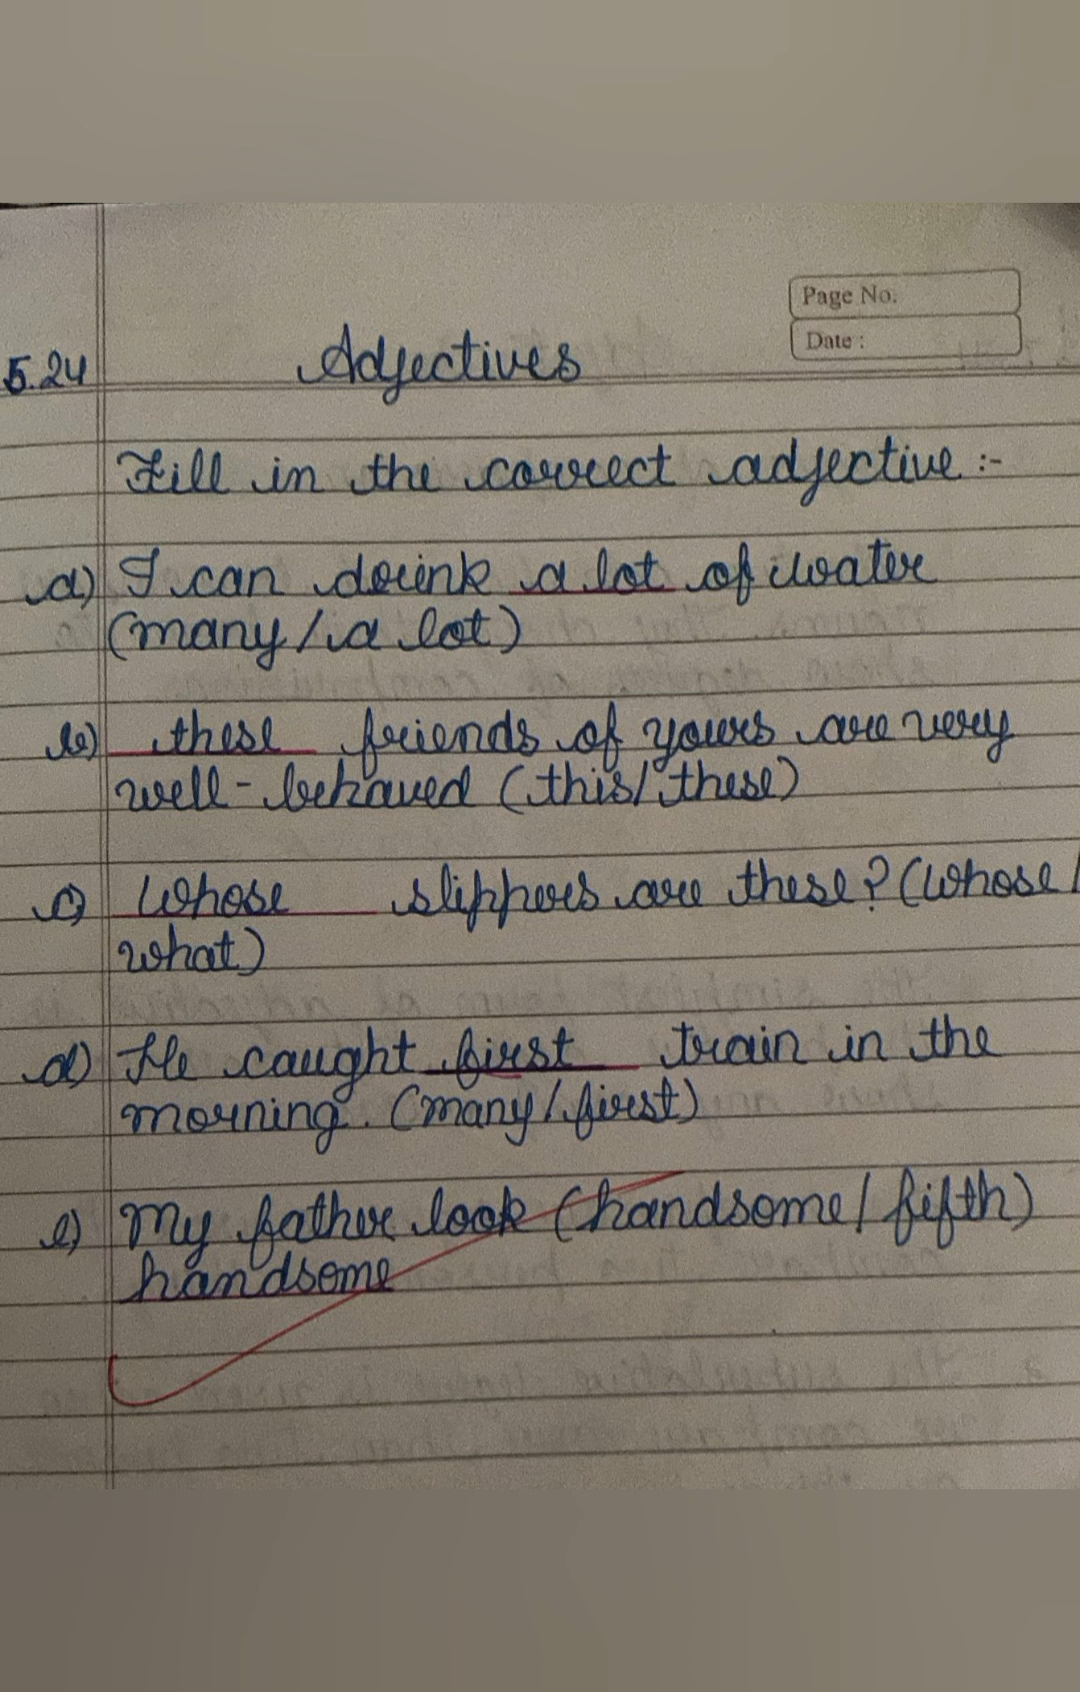 Page No.
Date :
5.24 Adjectives
Fill in the correct adjective :-
a) I can drink a lot of water
(many / a lot)
b) these friends of yours are very
well-behaved (this/ these)
c) Whose slippers are these? (Whose /
what)
d) He caught first train in the
morning. (many / first)
e) My father look (handsome / fifth)
handsome